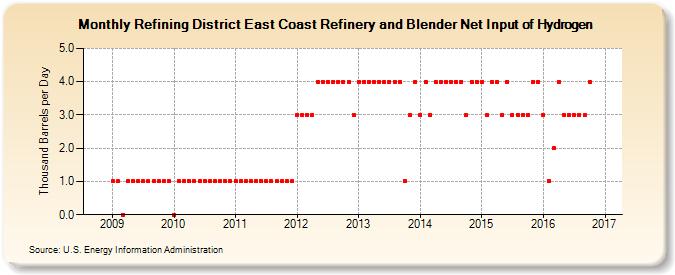 Monthly Refining District East Coast Refinery and Blender Net Input of Hydrogen
Thousand Barrels per Day
5.0
4.0
3.0
2.0
1.0
0.0
2009 2010 2011 2012 2013 2014 2015 2016 2017
Source: U.S. Energy Information Administration